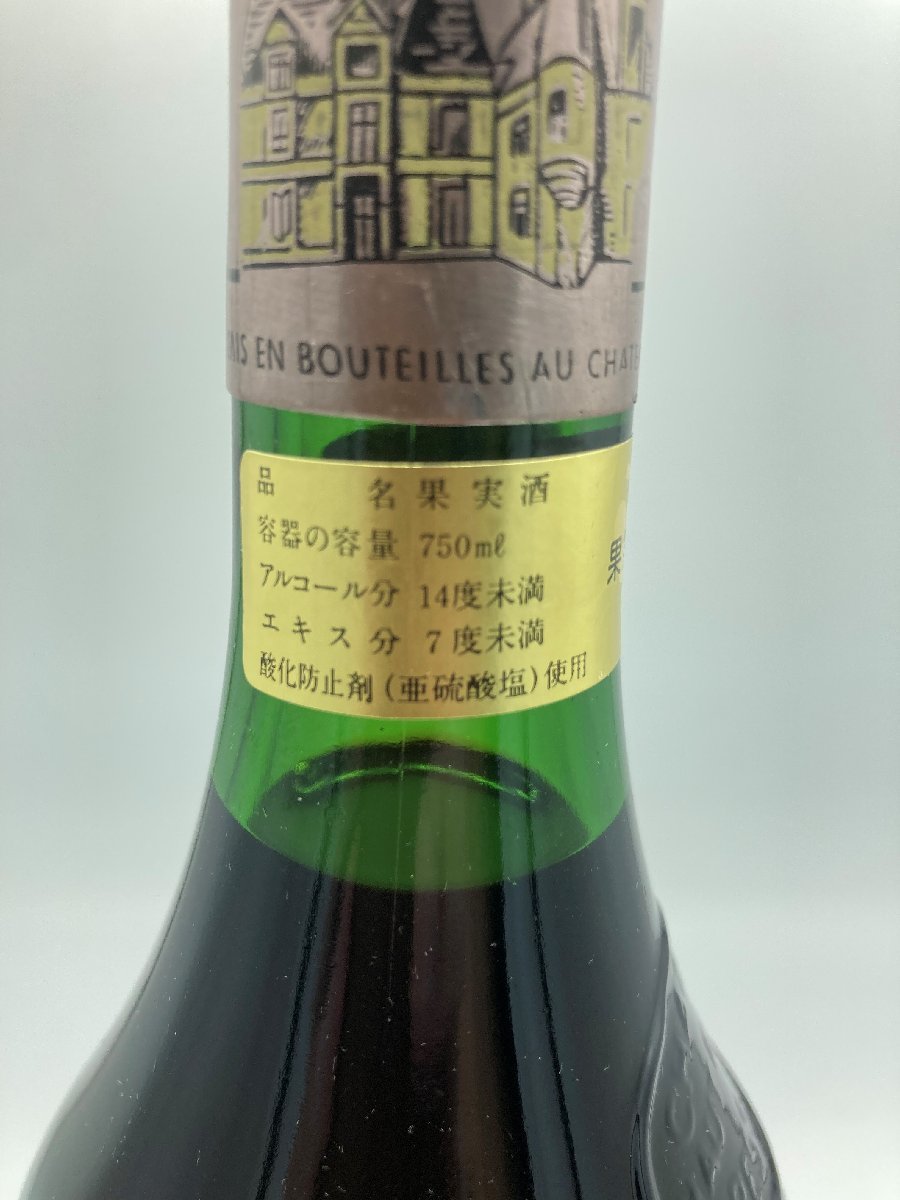 EN BOUTEILLES AU
品名 果実酒
容器の容量 750ml
アルコール分 14度未満
エキス分 7度未満
酸化防止剤(亜硫酸塩)使用
果